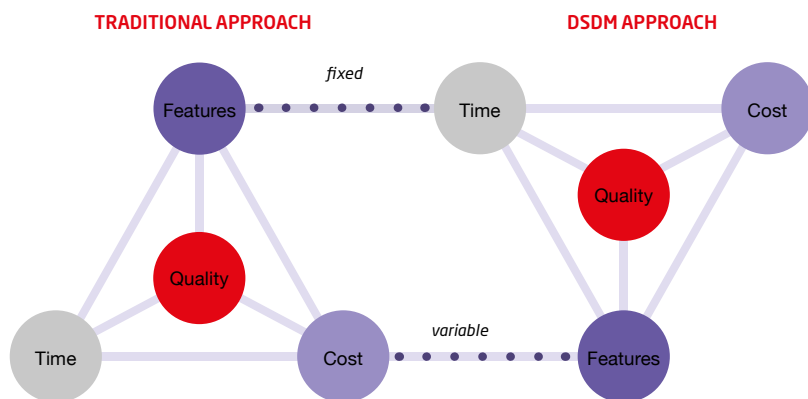 TRADITIONAL APPROACH
DSDM APPROACH
fixed
Features
Time
Cost
Quality
Quality
variable
Time
Cost
Features